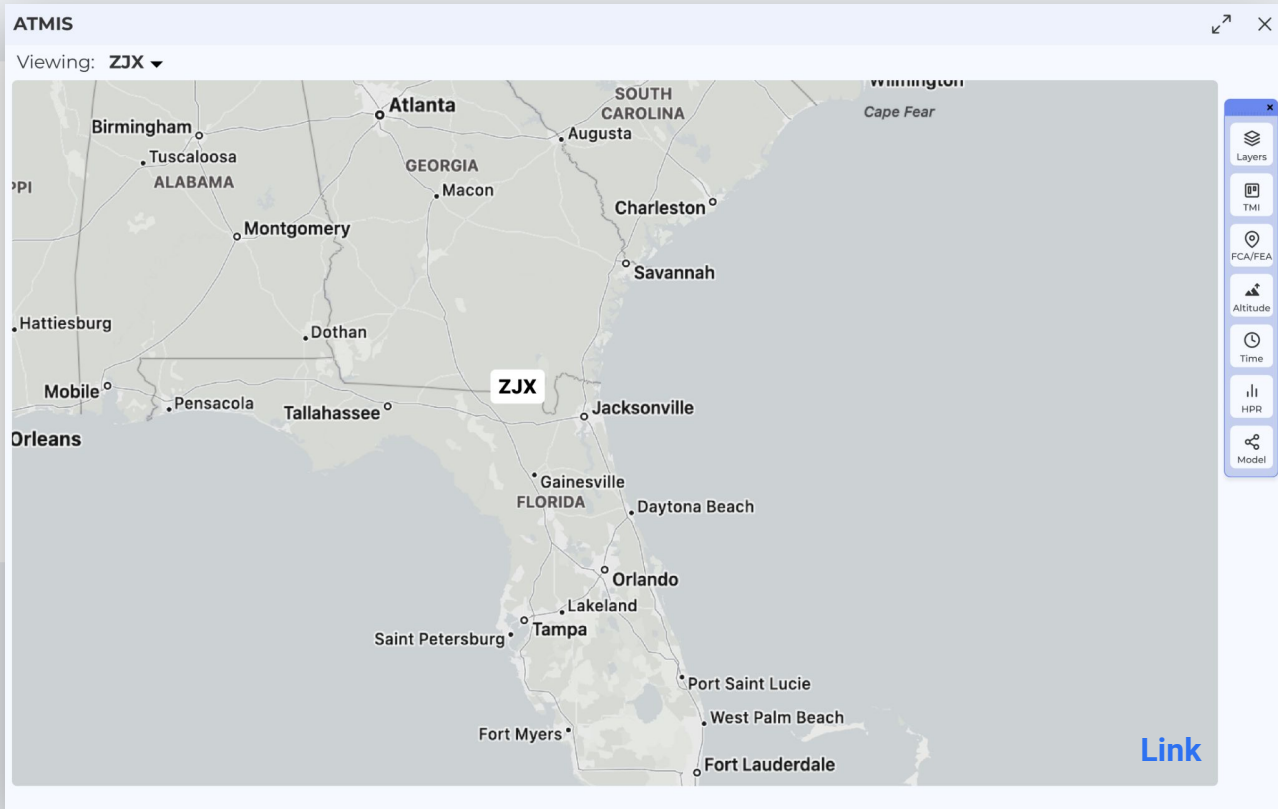 ATMIS
Viewing: ZJX
Wilmington
SOUTH
CAROLINA
Cape Fear
Atlanta
Birmingham
Augusta
Tuscaloosa
GEORGIA
PPI
ALABAMA
Macon
Charleston
Montgomery
Savannah
Hattiesburg
Dothan
ZJX
Mobile
Pensacola
Tallahassee
Jacksonville
Orleans
Gainesville
FLORIDA
Daytona Beach
Orlando
Lakeland
Tampa
Saint Petersburg
Port Saint Lucie
West Palm Beach
Fort Myers
Fort Lauderdale
Link
Layers
TMI
FCA/FEA
Altitude
Time
HPR
Model